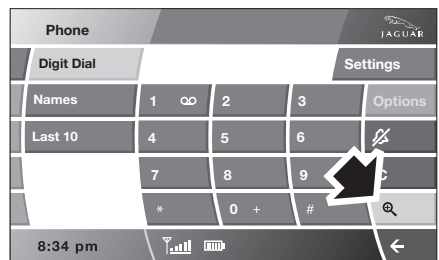 Phone
JAGUAR
Digit Dial
Settings
Names
1
2
3
Options
Last 10
4
5
6
7
8
9
C
*
0 +
#
8:34 pm